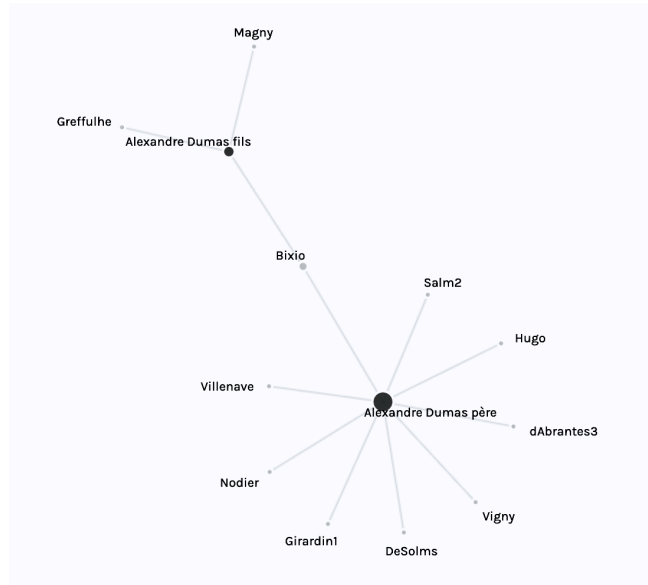 Magny
Greffulhe
Alexandre Dumas fils
Bixio
Salm2
Hugo
Villenave
Alexandre Dumas père
dAbrantes3
Nodier
Vigny
Girardin1
DeSolms